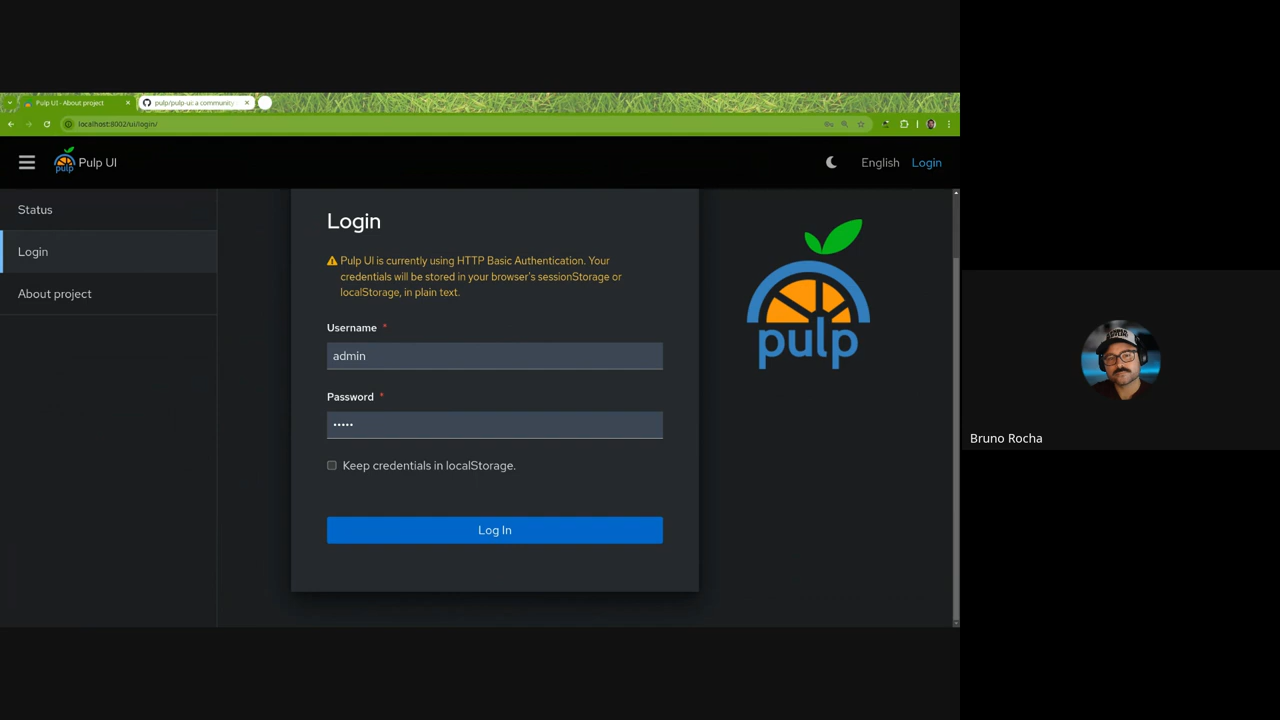 Pulp UI - About project
pulp/pulp-ui: a community
localhost:8002/ui/login/
pulp
Pulp UI
English
Login
Status
Login
About project
Login
Pulp UI is currently using HTTP Basic Authentication. Your
credentials will be stored in your browser's sessionStorage or
localStorage, in plain text.
Username *
admin
Password *
•••••
Keep credentials in localStorage.
Log In
pulp
Bruno Rocha